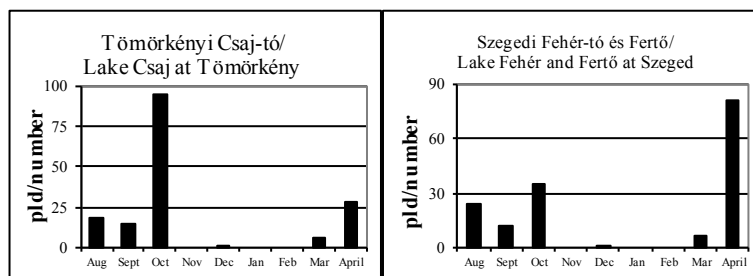 Tömörkényi Csaj-tó/
Lake Csaj at Tömörkény
pld/number
100
75
50
25
0
Aug Sept Oct Nov Dec Jan Feb Mar April
Szegedi Fehér-tó és Fertő/
Lake Fehér and Fertő at Szeged
pld/number
90
60
30
0
Aug Sept Oct Nov Dec Jan Feb Mar April